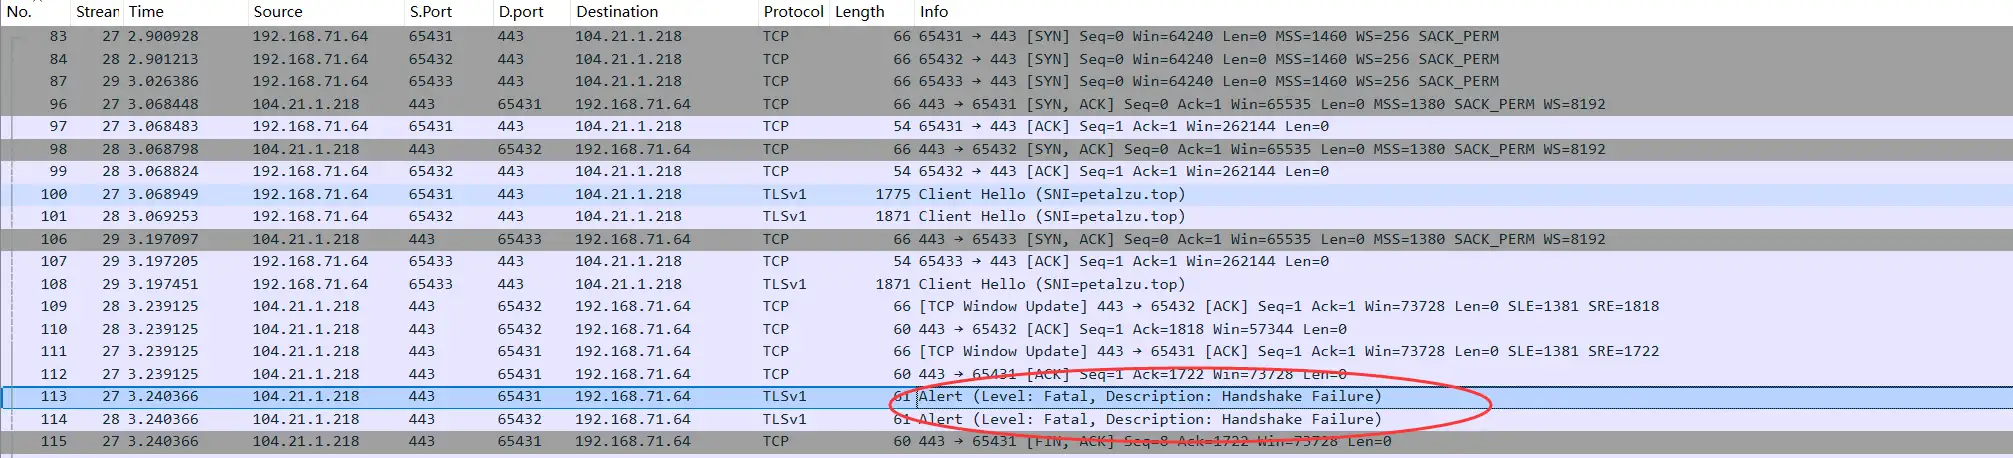 No. Stream Time Source S.Port D.port Destination Protocol Length Info
83 27 2.900928 192.168.71.64 65431 443 104.21.1.218 TCP 66 65431 → 443 [SYN] Seq=0 Win=64240 Len=0 MSS=1460 WS=256 SACK_PERM
84 28 2.901213 192.168.71.64 65432 443 104.21.1.218 TCP 66 65432 → 443 [SYN] Seq=0 Win=64240 Len=0 MSS=1460 WS=256 SACK_PERM
87 29 3.026386 192.168.71.64 65433 443 104.21.1.218 TCP 66 65433 → 443 [SYN] Seq=0 Win=64240 Len=0 MSS=1460 WS=256 SACK_PERM
96 27 3.068448 104.21.1.218 443 65431 192.168.71.64 TCP 66 443 → 65431 [SYN, ACK] Seq=0 Ack=1 Win=65535 Len=0 MSS=1380 SACK_PERM WS=8192
97 27 3.068483 192.168.71.64 65431 443 104.21.1.218 TCP 54 65431 → 443 [ACK] Seq=1 Ack=1 Win=262144 Len=0
98 28 3.068798 104.21.1.218 443 65432 192.168.71.64 TCP 66 443 → 65432 [SYN, ACK] Seq=0 Ack=1 Win=65535 Len=0 MSS=1380 SACK_PERM WS=8192
99 28 3.068824 192.168.71.64 65432 443 104.21.1.218 TCP 54 65432 → 443 [ACK] Seq=1 Ack=1 Win=262144 Len=0
100 27 3.068949 192.168.71.64 65431 443 104.21.1.218 TLSv1 1775 Client Hello (SNI=petalzu.top)
101 28 3.069253 192.168.71.64 65432 443 104.21.1.218 TLSv1 1871 Client Hello (SNI=petalzu.top)
106 29 3.197097 104.21.1.218 443 65433 192.168.71.64 TCP 66 443 → 65433 [SYN, ACK] Seq=0 Ack=1 Win=65535 Len=0 MSS=1380 SACK_PERM WS=8192
107 29 3.197205 192.168.71.64 65433 443 104.21.1.218 TCP 54 65433 → 443 [ACK] Seq=1 Ack=1 Win=262144 Len=0
108 29 3.197451 192.168.71.64 65433 443 104.21.1.218 TLSv1 1871 Client Hello (SNI=petalzu.top)
109 28 3.239125 104.21.1.218 443 65432 192.168.71.64 TCP 66 [TCP Window Update] 443 → 65432 [ACK] Seq=1 Ack=1 Win=73728 Len=0 SLE=1381 SRE=1818
110 28 3.239125 104.21.1.218 443 65432 192.168.71.64 TCP 60 443 → 65432 [ACK] Seq=1 Ack=1818 Win=57344 Len=0
111 27 3.239125 104.21.1.218 443 65431 192.168.71.64 TCP 66 [TCP Window Update] 443 → 65431 [ACK] Seq=1 Ack=1 Win=73728 Len=0 SLE=1381 SRE=1722
112 27 3.239125 104.21.1.218 443 65431 192.168.71.64 TCP 60 443 → 65431 [ACK] Seq=1 Ack=1722 Win=73728 Len=0
113 27 3.240366 104.21.1.218 443 65431 192.168.71.64 TLSv1 61 Alert (Level: Fatal, Description: Handshake Failure)
114 28 3.240366 104.21.1.218 443 65432 192.168.71.64 TLSv1 61 Alert (Level: Fatal, Description: Handshake Failure)
115 27 3.240366 104.21.1.218 443 65431 192.168.71.64 TCP 60 443 → 65431 [FIN, ACK] Seq=8 Ack=1722 Win=73728 Len=0